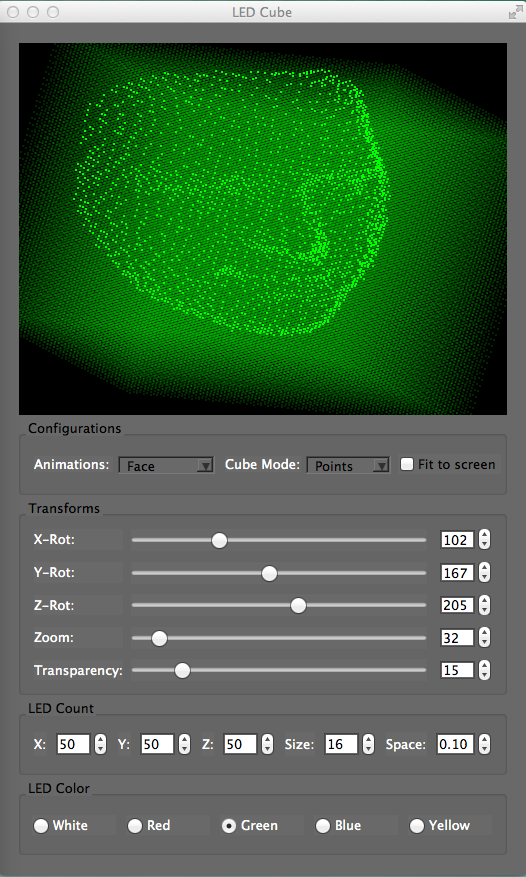 LED Cube
Configurations
Animations: Face Cube Mode: Points Fit to screen
Transforms
X-Rot: 102
Y-Rot: 167
Z-Rot: 205
Zoom: 32
Transparency: 15
LED Count
X: 50 Y: 50 Z: 50 Size: 16 Space: 0.10
LED Color
White Red Green Blue Yellow